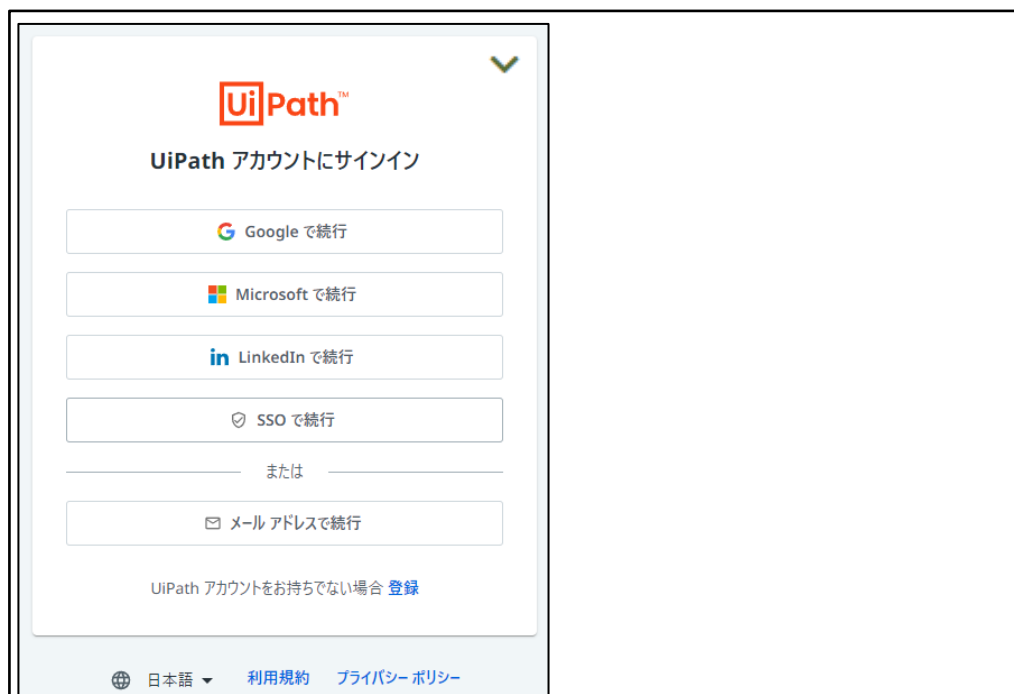 UiPath™
UiPath アカウントにサインイン
Google で続行
Microsoft で続行
in LinkedIn で続行
SSO で続行
または
メール アドレスで続行
UiPath アカウントをお持ちでない場合 登録
日本語 利用規約 プライバシー ポリシー